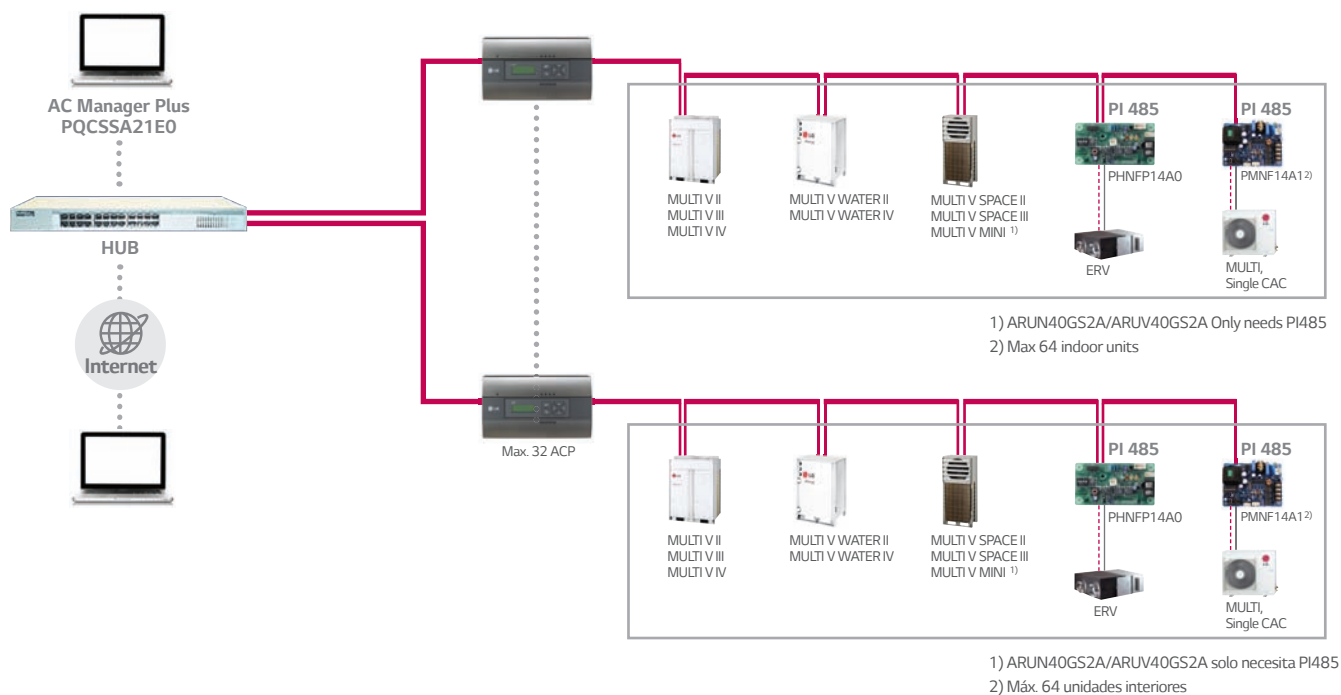 AC Manager Plus
PQCSSA21E0
HUB
Internet
Max. 32 ACP
MULTI V II
MULTI V III
MULTI V IV
MULTI V WATER II
MULTI V WATER IV
MULTI V SPACE II
MULTI V SPACE III
MULTI V MINI 1)
PI 485
PHNFP14A0
ERV
PI 485
PMNF14A12)
MULTI,
Single CAC
1) ARUN40GS2A/ARUV40GS2A Only needs PI485
2) Max 64 indoor units
MULTI V II
MULTI V III
MULTI V IV
MULTI V WATER II
MULTI V WATER IV
MULTI V SPACE II
MULTI V SPACE III
MULTI V MINI 1)
PI 485
PHNFP14A0
ERV
PI 485
PMNF14A12)
MULTI,
Single CAC
1) ARUN40GS2A/ARUV40GS2A solo necesita PI485
2) Máx. 64 unidades interiores